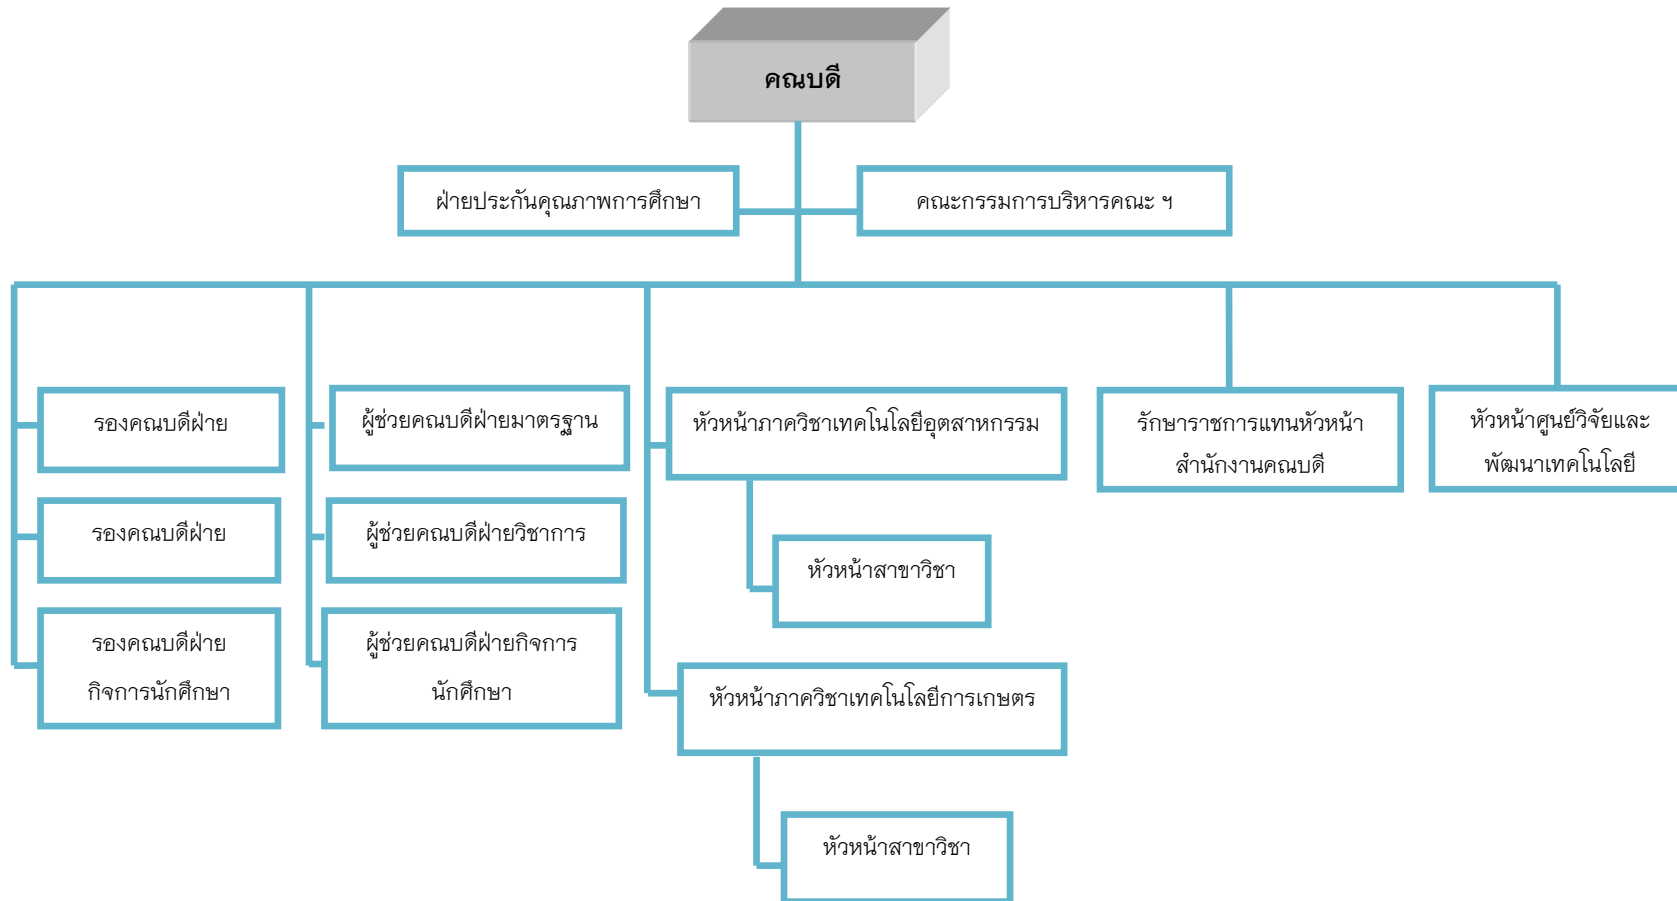 คณบดี
ฝ่ายประกันคุณภาพการศึกษา
คณะกรรมการบริหารคณะ ฯ
รองคณบดีฝ่าย
รองคณบดีฝ่าย
รองคณบดีฝ่าย
กิจการนักศึกษา
ผู้ช่วยคณบดีฝ่ายมาตรฐาน
ผู้ช่วยคณบดีฝ่ายวิชาการ
ผู้ช่วยคณบดีฝ่ายกิจการ
นักศึกษา
หัวหน้าภาควิชาเทคโนโลยีอุตสาหกรรม
หัวหน้าสาขาวิชา
หัวหน้าภาควิชาเทคโนโลยีการเกษตร
หัวหน้าสาขาวิชา
รักษาราชการแทนหัวหน้า
สำนักงานคณบดี
หัวหน้าศูนย์วิจัยและ
พัฒนาเทคโนโลยี